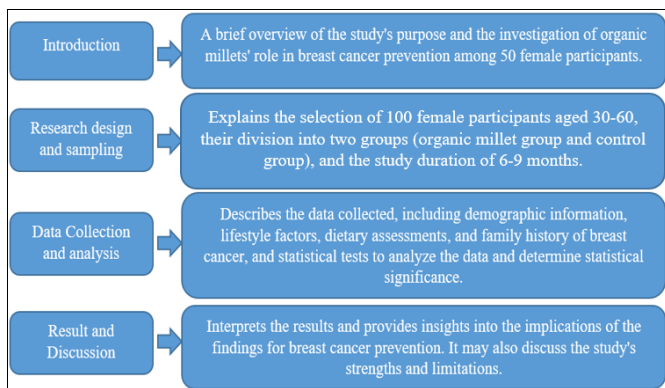 Introduction
A brief overview of the study's purpose and the investigation of organic
millets' role in breast cancer prevention among 50 female participants.
Research design
and sampling
Explains the selection of 100 female participants aged 30-60,
their division into two groups (organic millet group and control
group), and the study duration of 6-9 months.
Data Collection
and analysis
Describes the data collected, including demographic information,
lifestyle factors, dietary assessments, and family history of breast
cancer, and statistical tests to analyze the data and determine statistical
significance.
Result and
Discussion
Interprets the results and provides insights into the implications of the
findings for breast cancer prevention. It may also discuss the study's
strengths and limitations.